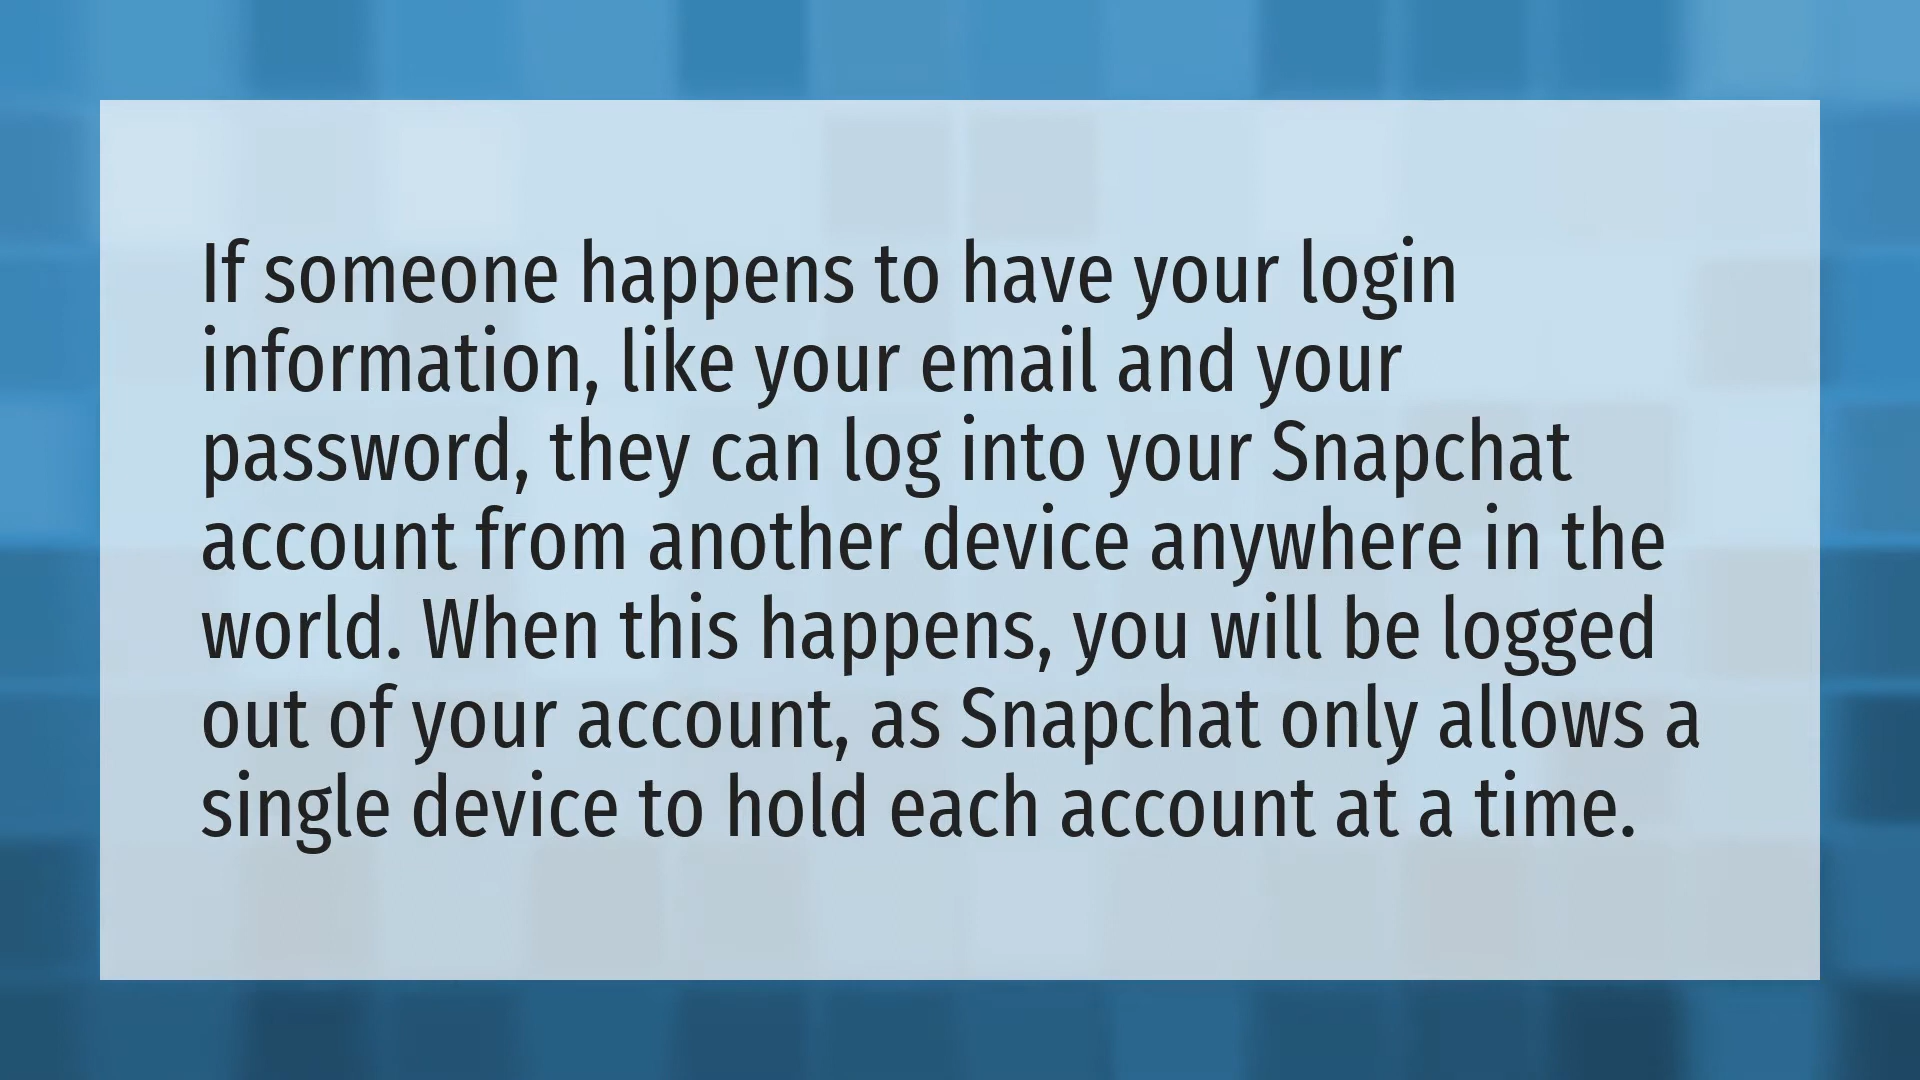 If someone happens to have your login
information, like your email and your
password, they can log into your Snapchat
account from another device anywhere in the
world. When this happens, you will be logged
out of your account, as Snapchat only allows a
single device to hold each account at a time.